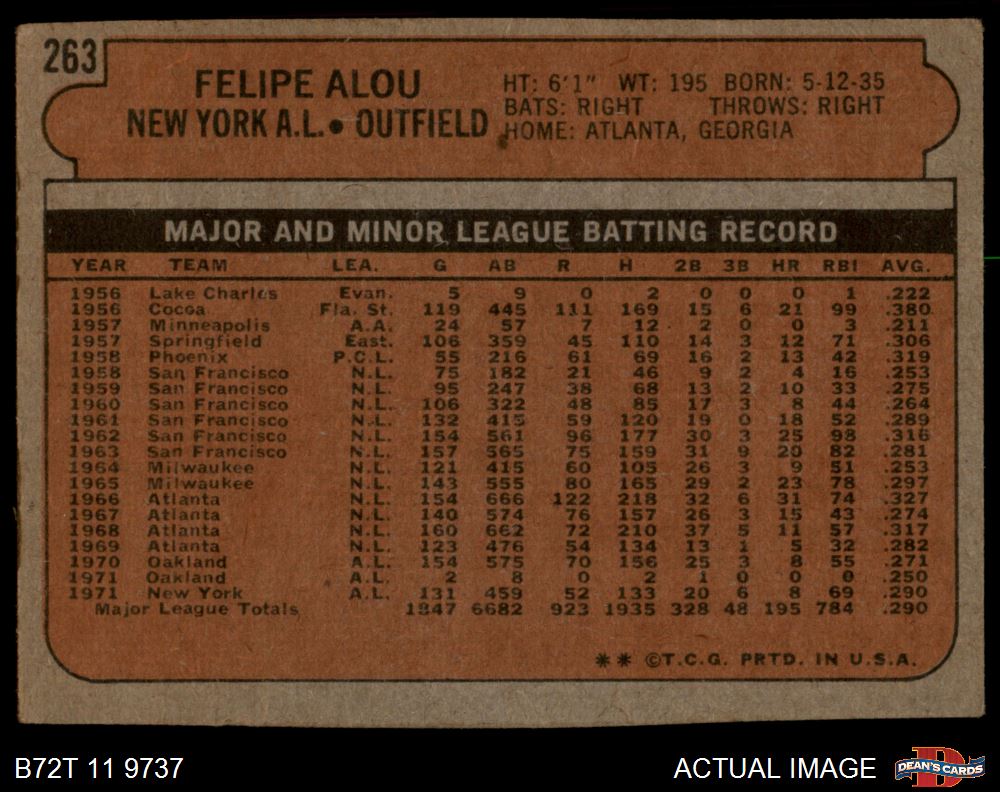 263
FELIPE ALOU
NEW YORK A.L.• OUTFIELD
HT: 6'1" WT: 195 BORN: 5-12-35
BATS: RIGHT THROWS: RIGHT
HOME: ATLANTA, GEORGIA
MAJOR AND MINOR LEAGUE BATTING RECORD
YEAR TEAM LEA. G AB R H 2B 3B HR RBI AVG.
1956 Lake Charles Evan. 5 9 0 2 0 0 0 1 .222
1956 Cocoa Fla. St. 119 445 111 169 15 6 21 99 .380
1957 Minneapolis A.A. 24 57 7 12 2 0 0 3 .211
1957 Springfield East. 106 359 45 110 14 3 12 71 .306
1958 Phoenix P.C.L. 55 216 61 69 16 2 13 42 .319
1958 San Francisco N.L. 75 182 21 46 9 2 4 16 .253
1959 San Francisco N.L. 95 247 38 68 13 2 10 33 .275
1960 San Francisco N.L. 106 322 48 85 17 3 8 44 .264
1961 San Francisco N.L. 132 415 59 120 19 0 18 52 .289
1962 San Francisco N.L. 154 561 96 177 30 3 25 98 .316
1963 San Francisco N.L. 157 565 75 159 31 9 20 82 .281
1964 Milwaukee N.L. 121 415 60 105 26 3 9 51 .253
1965 Milwaukee N.L. 143 555 80 165 29 2 23 78 .297
1966 Atlanta N.L. 154 666 122 218 32 6 31 74 .327
1967 Atlanta N.L. 140 574 76 157 26 3 15 43 .274
1968 Atlanta N.L. 160 662 72 210 37 5 11 57 .317
1969 Atlanta N.L. 123 476 54 134 13 1 5 32 .282
1970 Oakland A.L. 154 575 70 156 25 3 8 55 .271
1971 Oakland A.L. 2 8 0 2 1 0 0 0 .250
1971 New York A.L. 131 459 52 133 20 6 8 69 .290
Major League Totals 1847 6682 923 1935 328 48 195 784 .290
** ©T.C.G. PRTD. IN U.S.A.
B72T 11 9737
ACTUAL IMAGE
D
DEAN'S CARDS